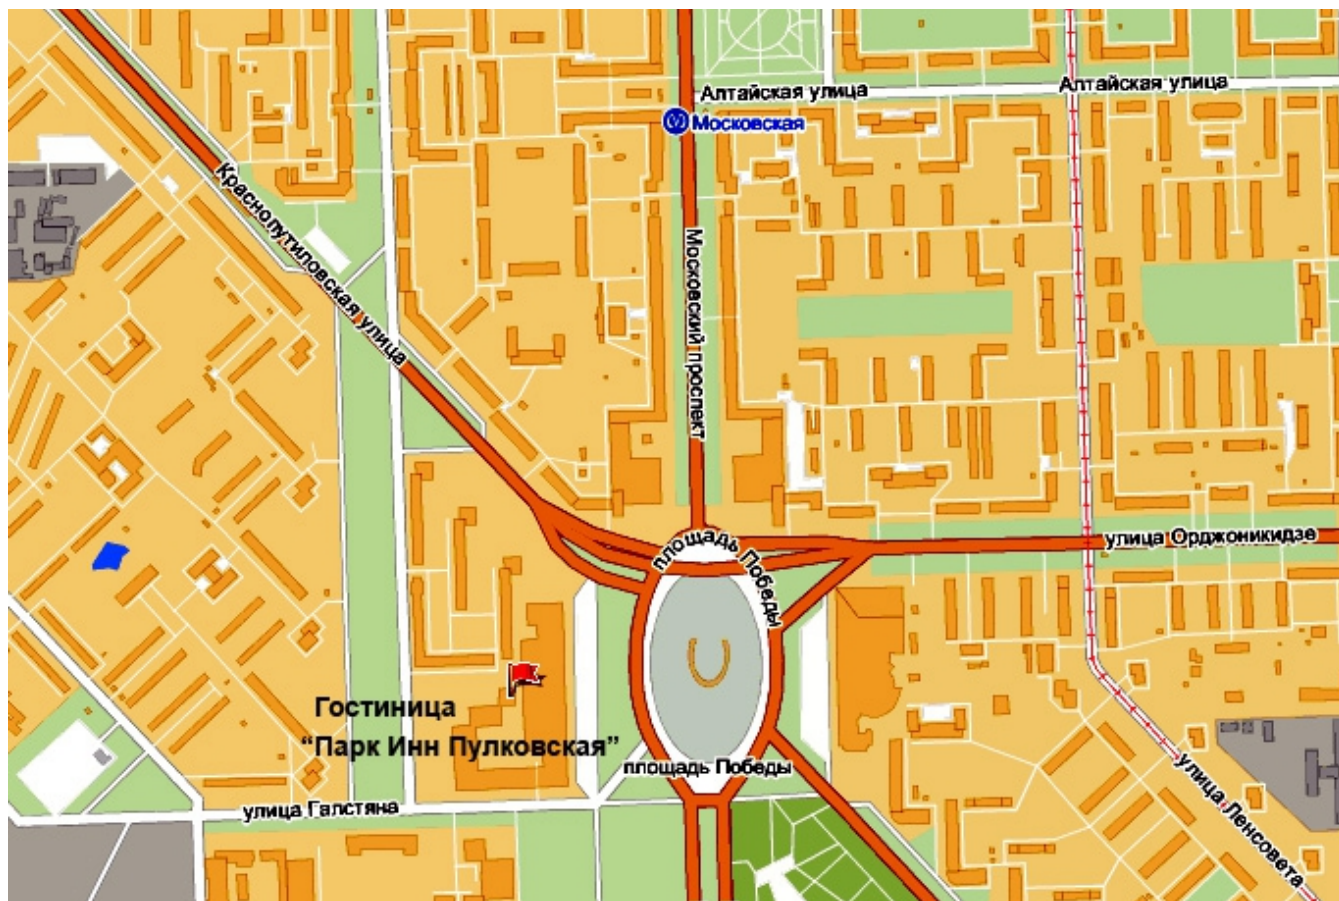 Алтайская улица
Алтайская улица
Московская
Краснопутиловская улица
Московский проспект
площадь Победы
улица Орджоникидзе
Гостиница
“Парк Инн Пулковская”
площадь Победы
улица Галстяна
улица Ленсовета